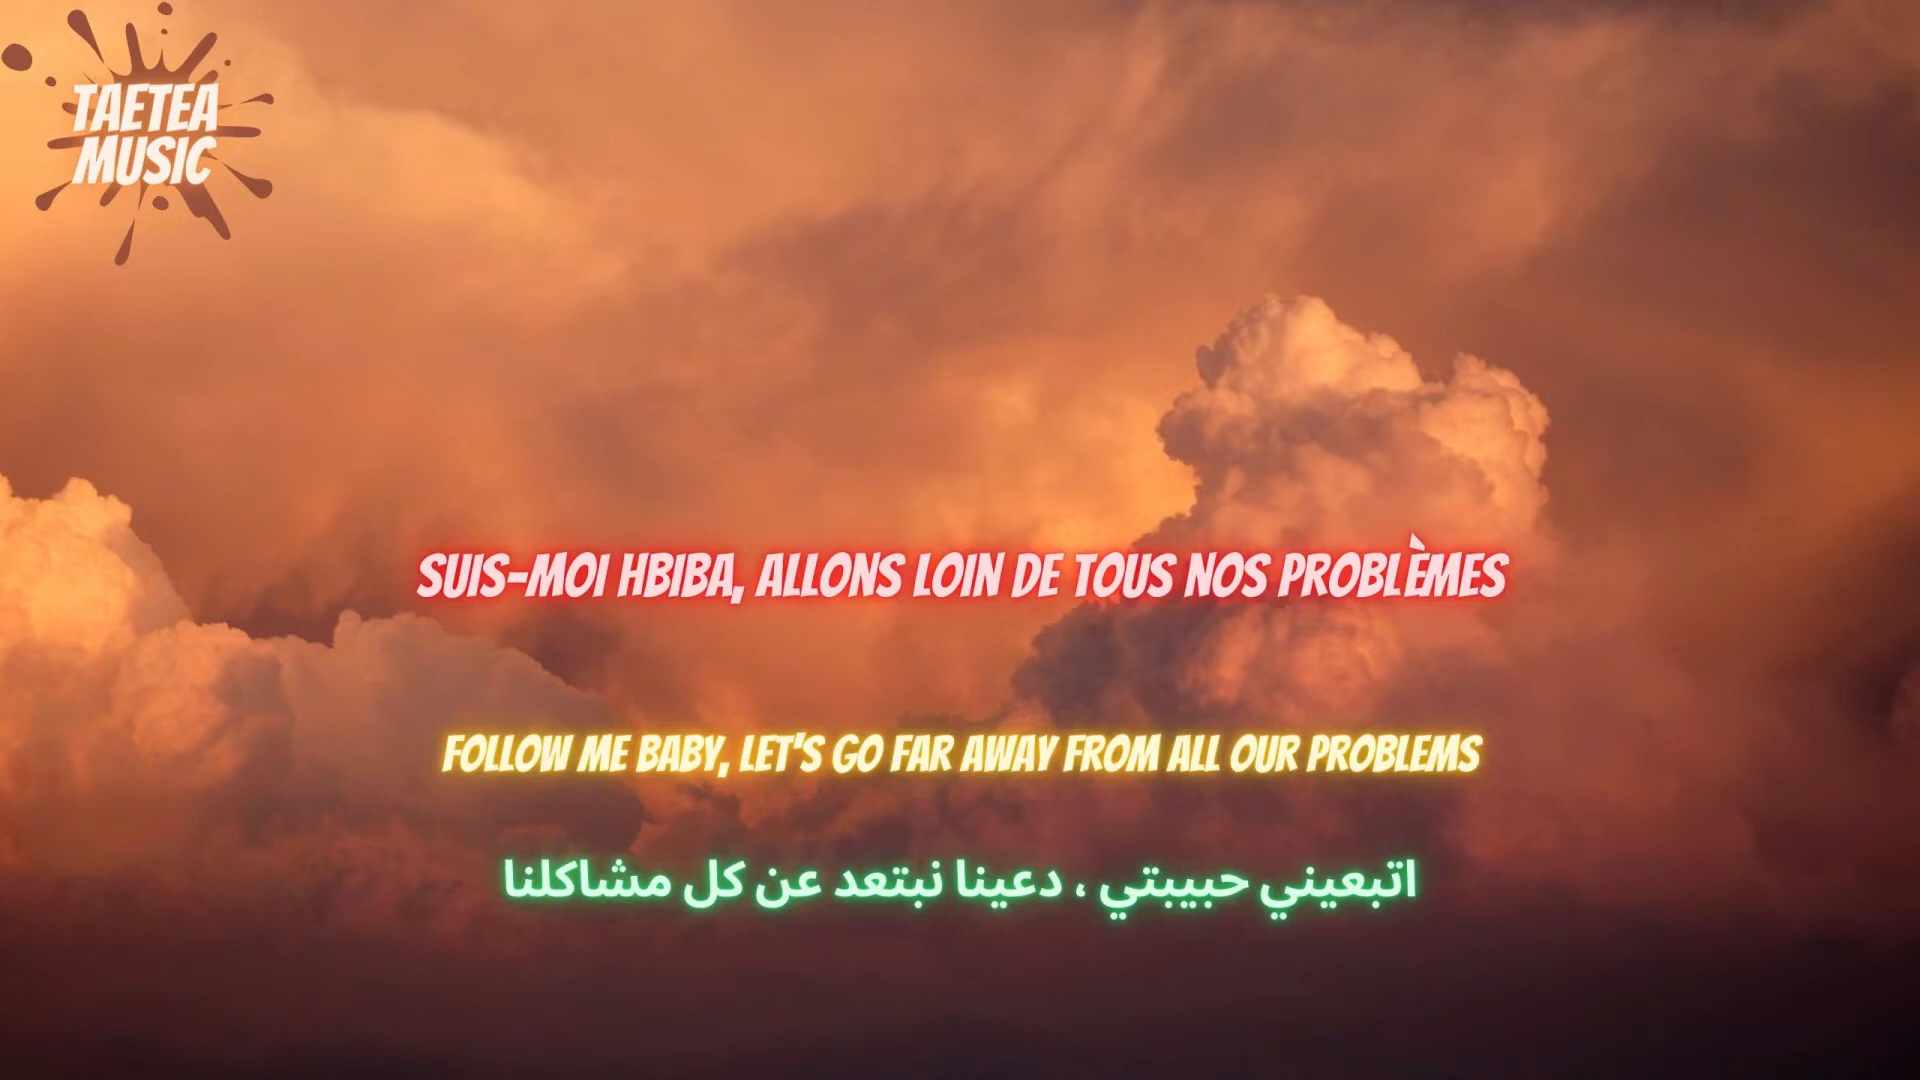 TAETEA
MUSIC
SUIS-MOI HBIBA, ALLONS LOIN DE TOUS NOS PROBLÈMES
FOLLOW ME BABY, LET'S GO FAR AWAY FROM ALL OUR PROBLEMS
اتبعيني حبيبتي ، دعينا نبتعد عن كل مشاكلنا